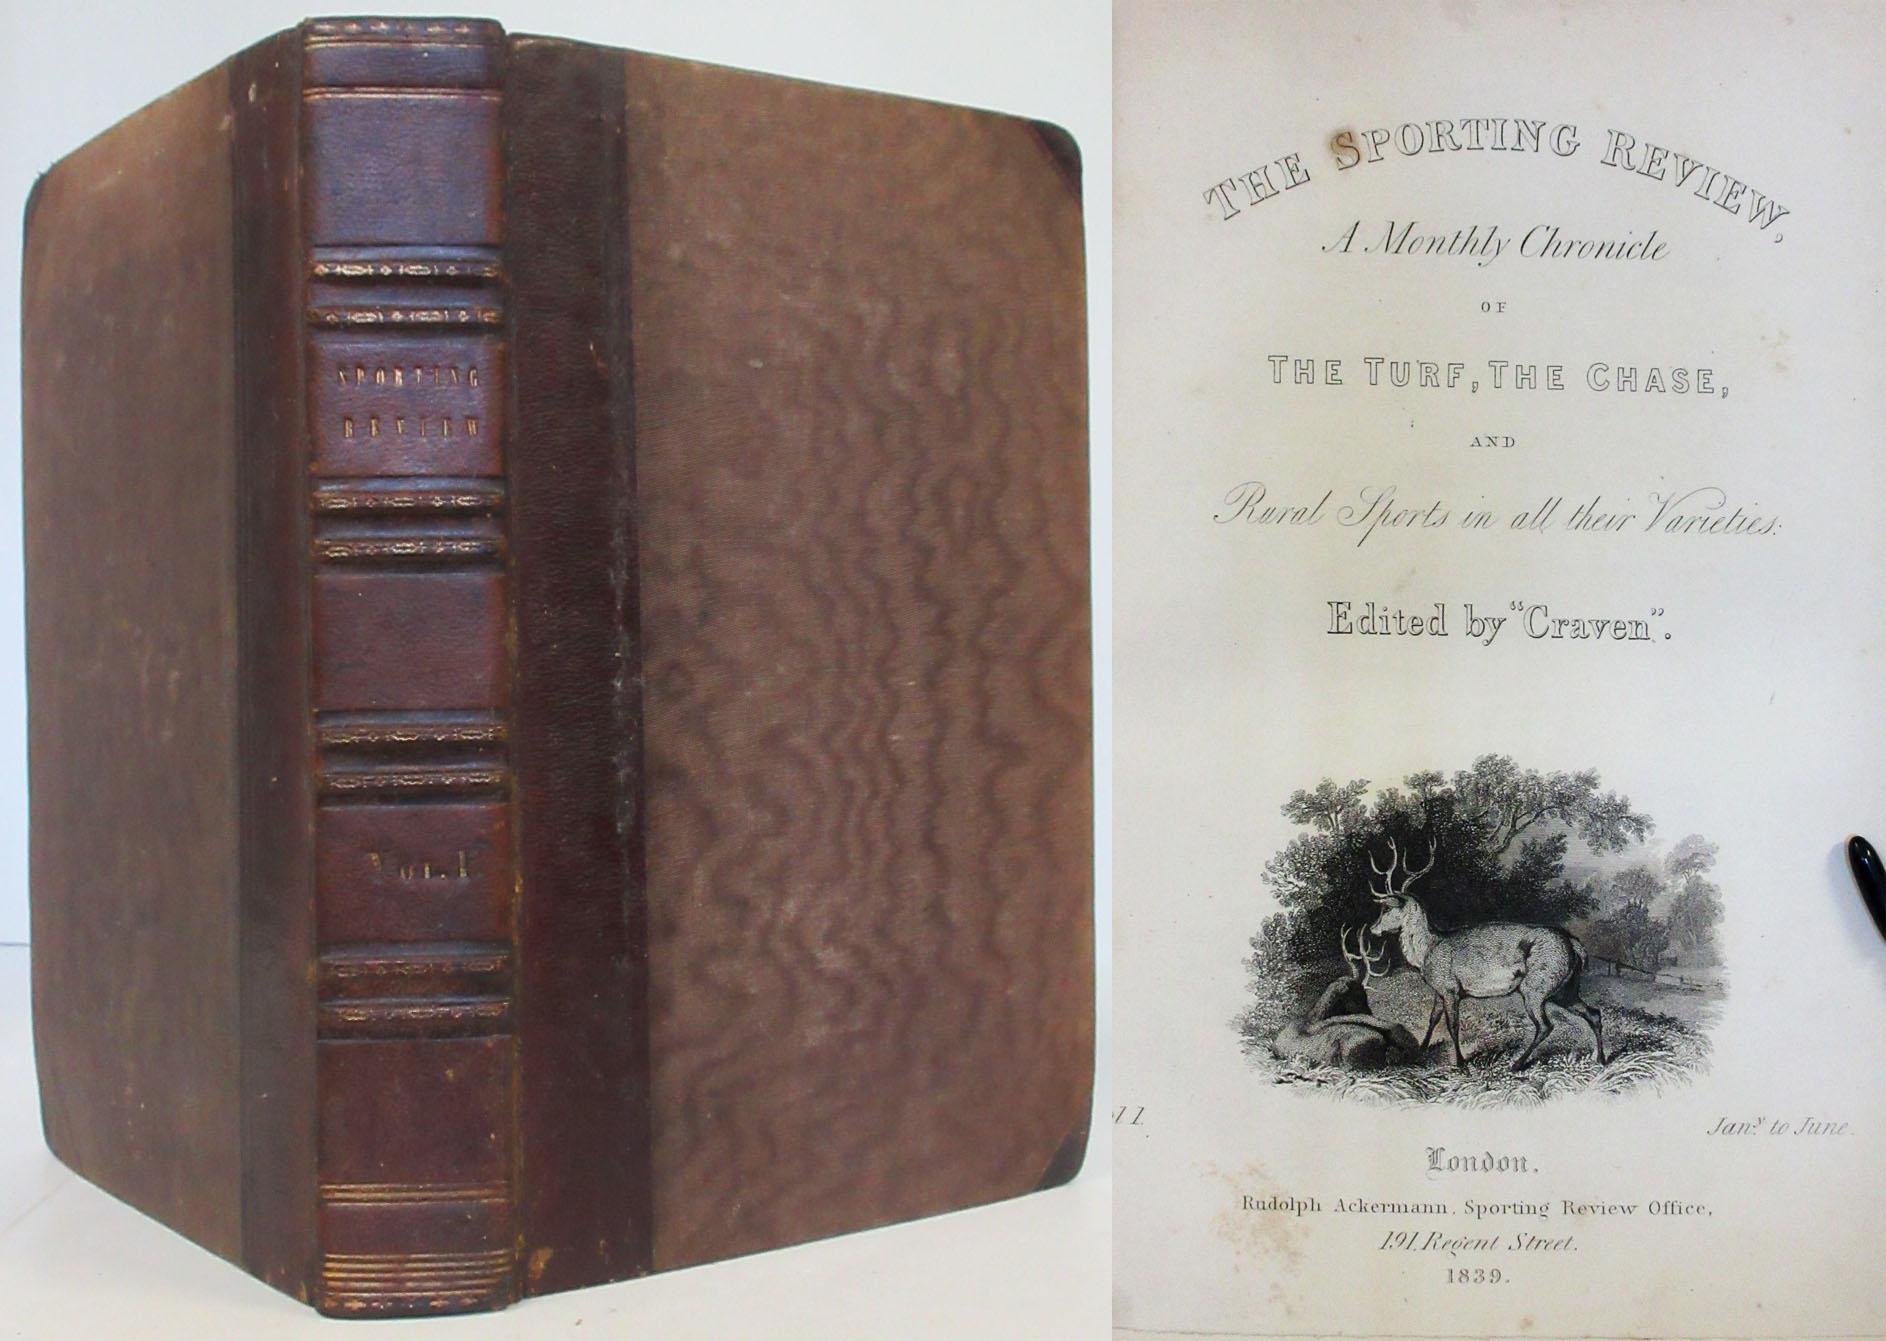 SPORTING
REVIEW
Vol. I
THE SPORTING REVIEW,
A Monthly Chronicle
OF
THE TURF, THE CHASE,
AND
Rural Sports in all their Varieties:
Edited by "Craven".
l 1.
Jany. to June.
London.
Rudolph Ackermann, Sporting Review Office,
191, Regent Street.
1839.